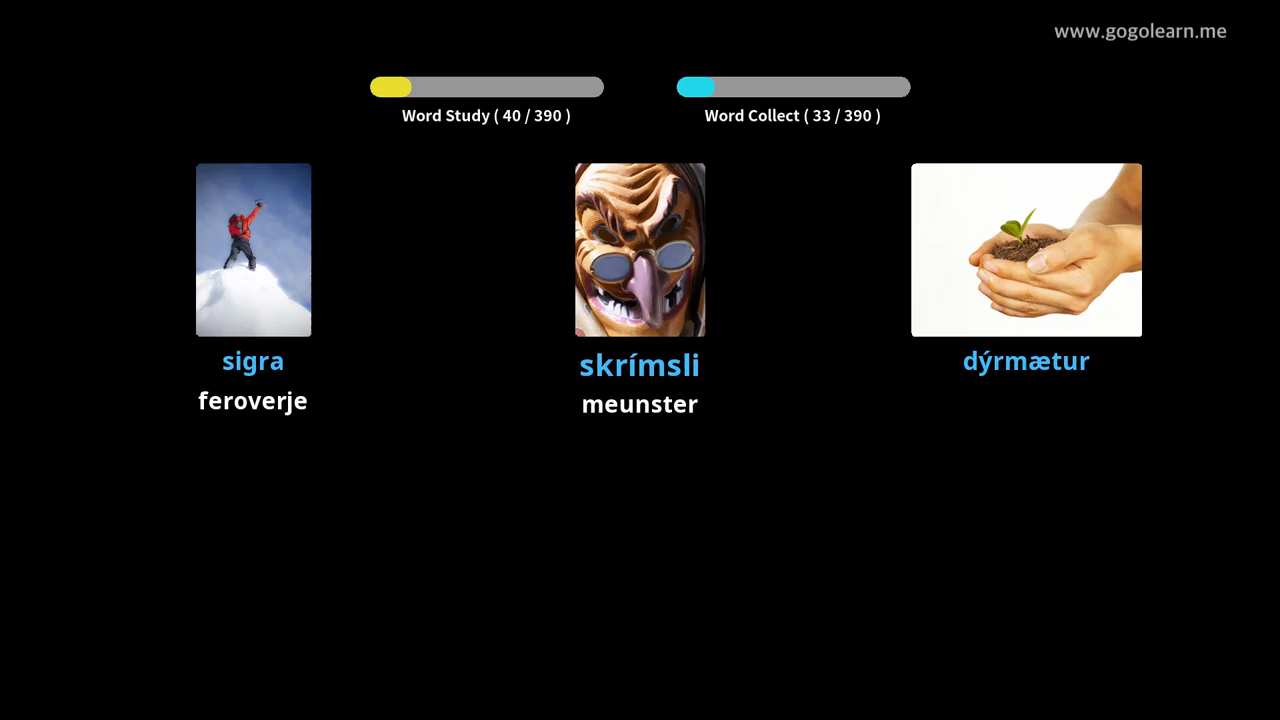 www.gogolearn.me
Word Study ( 40 / 390 )
Word Collect ( 33 / 390 )
sigra
skrímsli
dýrmætur
feroverje
meunster